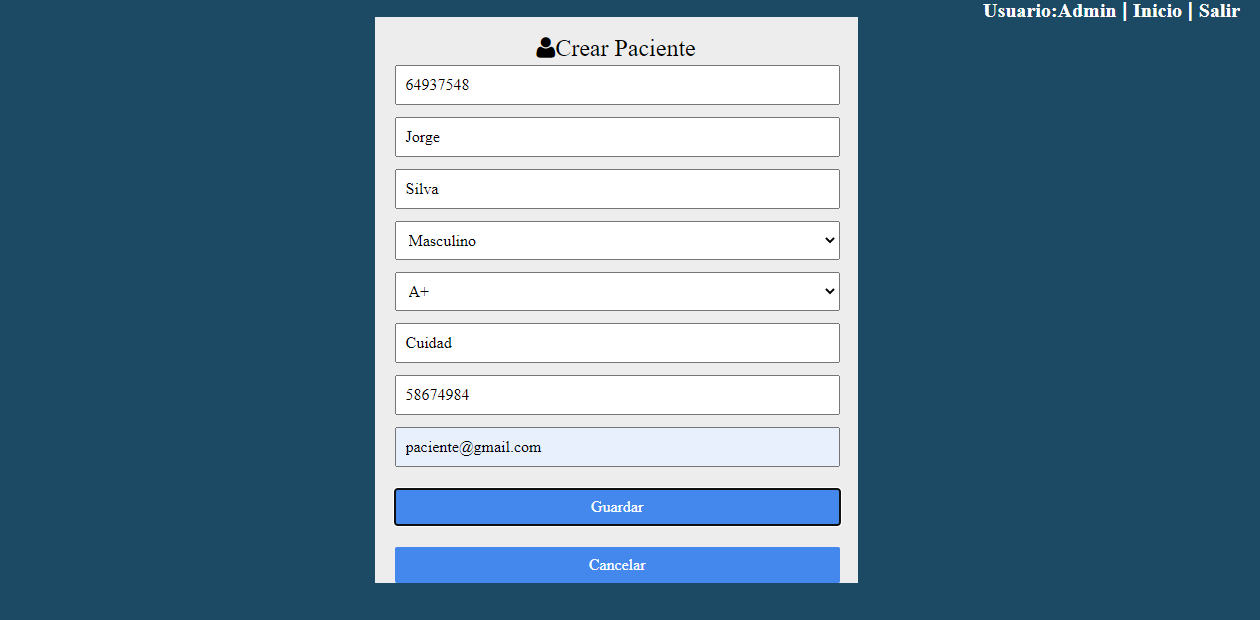 Usuario:Admin | Inicio | Salir
Crear Paciente
64937548
Jorge
Silva
Masculino
A+
Cuidad
58674984
paciente@gmail.com
Guardar
Cancelar